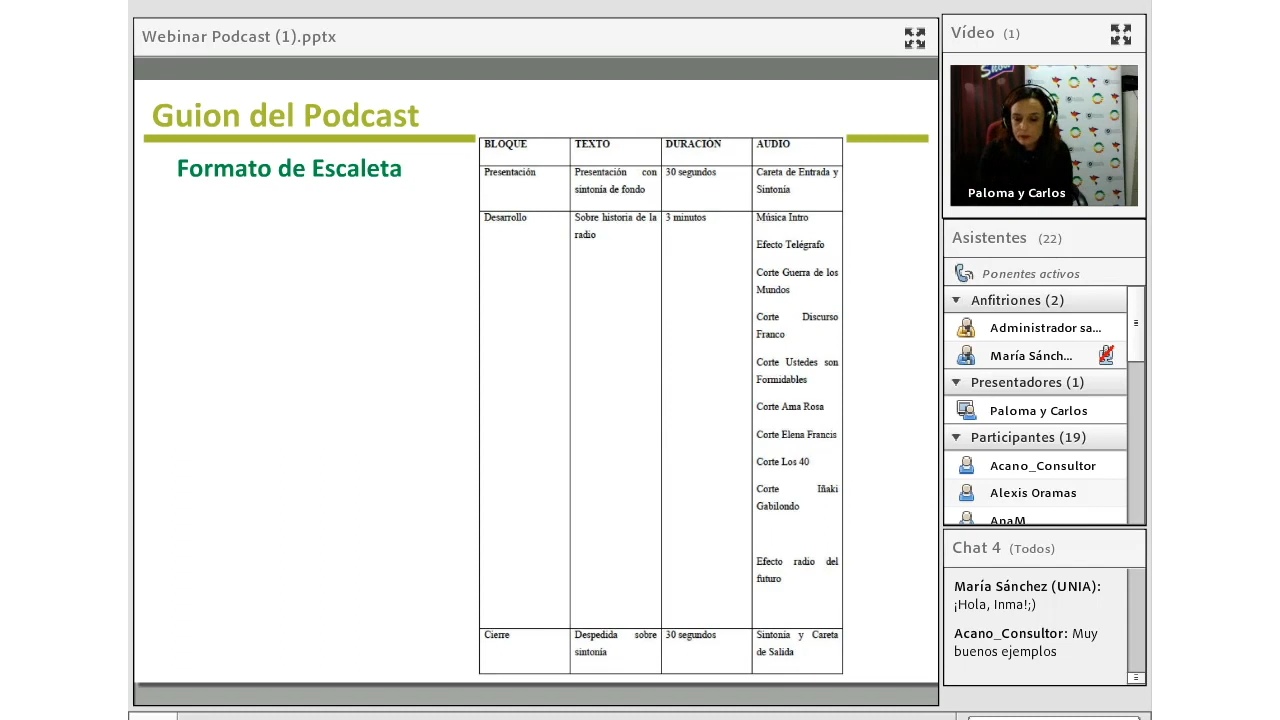 Webinar Podcast (1).pptx
Guion del Podcast
Formato de Escaleta
BLOQUE TEXTO DURACIÓN AUDIO
Presentación Presentación con 30 segundos Careta de Entrada y
sintonía de fondo Sintonía
Desarrollo Sobre historia de la 3 minutos Música Intro
radio
Efecto Telégrafo
Corte Guerra de los
Mundos
Corte Discurso
Franco
Corte Ustedes son
Formidables
Corte Ama Rosa
Corte Elena Francis
Corte Los 40
Corte Iñaki
Gabilondo
Efecto radio del
futuro
Cierre Despedida sobre 30 segundos Sintonía y Careta
sintonía de Salida
Vídeo (1)
Paloma y Carlos
Asistentes (22)
Ponentes activos
Anfitriones (2)
Administrador sa...
María Sánch...
Presentadores (1)
Paloma y Carlos
Participantes (19)
Acano_Consultor
Alexis Oramas
AnaM
Chat 4 (Todos)
María Sánchez (UNIA):
¡Hola, Inma!;)
Acano_Consultor: Muy
buenos ejemplos